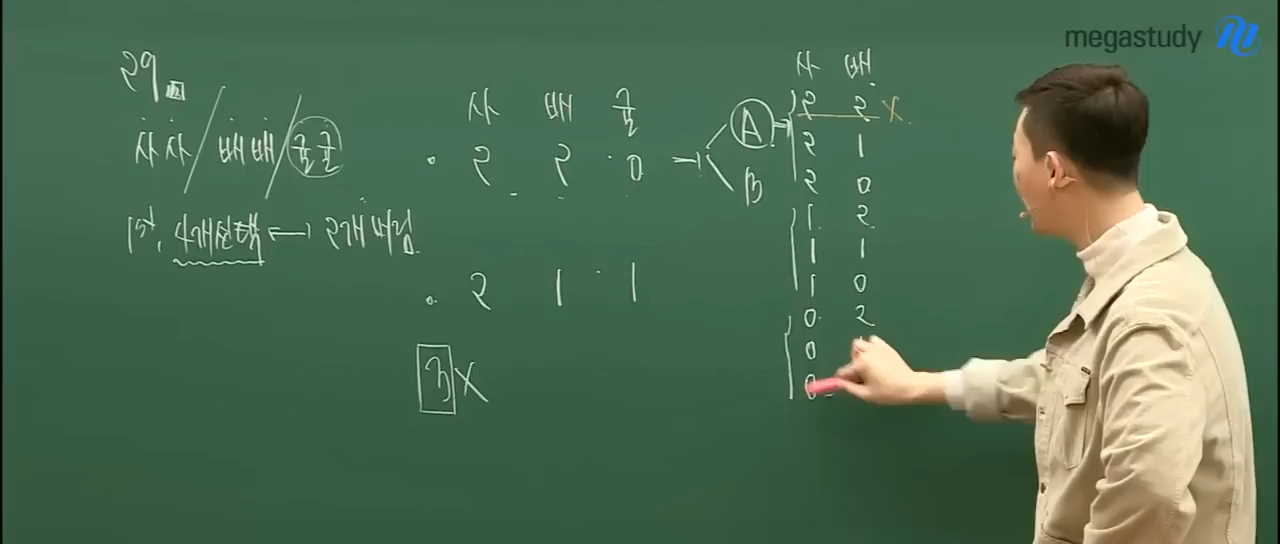 megastudy
29.
사사/배배/귤귤
1st. 4개선택 ↔ 2개버림.
사 배 귤
· 2 2 0 → A
B
· 2 1 1
3 X
사 배
2 2 X.
2 1
2 0
1 2
1 1
1 0
0 2
0
0